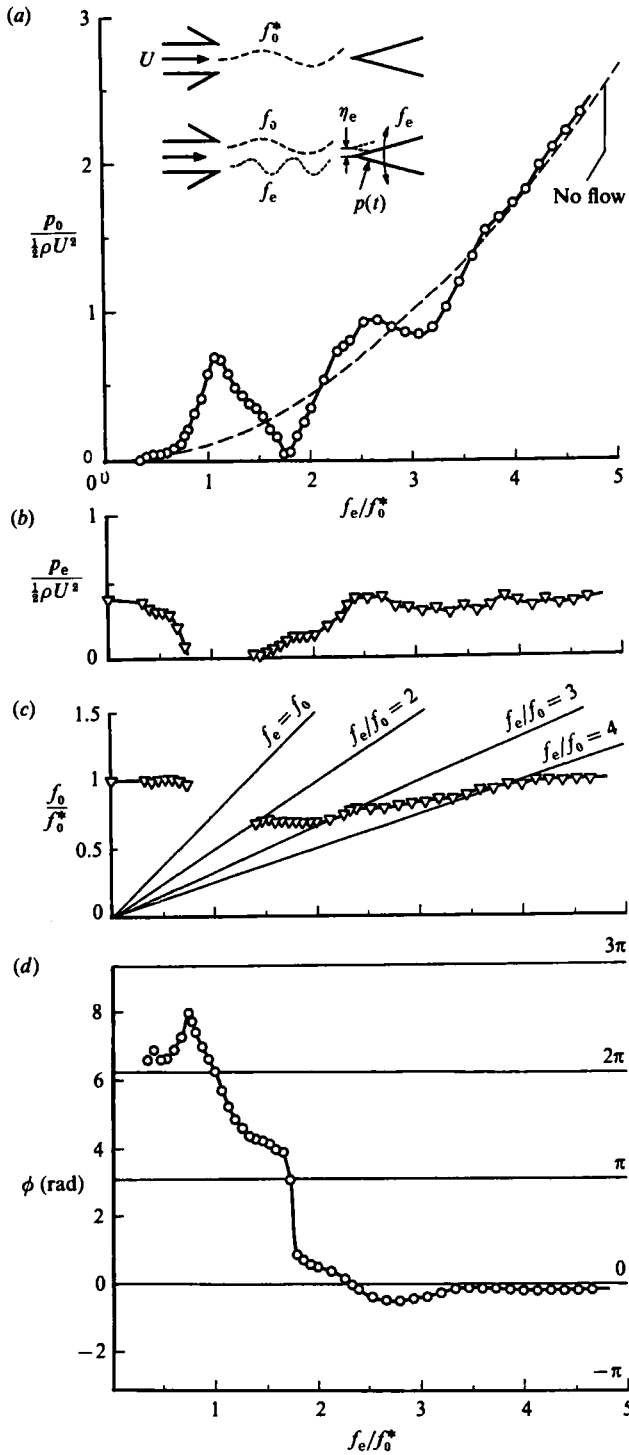 (a)
3
2
1
0
p₀
½ρU²
U
f₀*
f₀
fₑ
ηₑ
fₑ
p(t)
No flow
0 1 2 3 4 5
fₑ/f₀*
(b)
1
0
pₑ
½ρU²
(c)
1.5
1
0.5
0
f₀
f₀*
fₑ = f₀
fₑ/f₀ = 2
fₑ/f₀ = 3
fₑ/f₀ = 4
(d)
8
6
4
φ (rad)
2
0
−2
3π
2π
π
0
−π
0 1 2 3 4 5
fₑ/f₀*